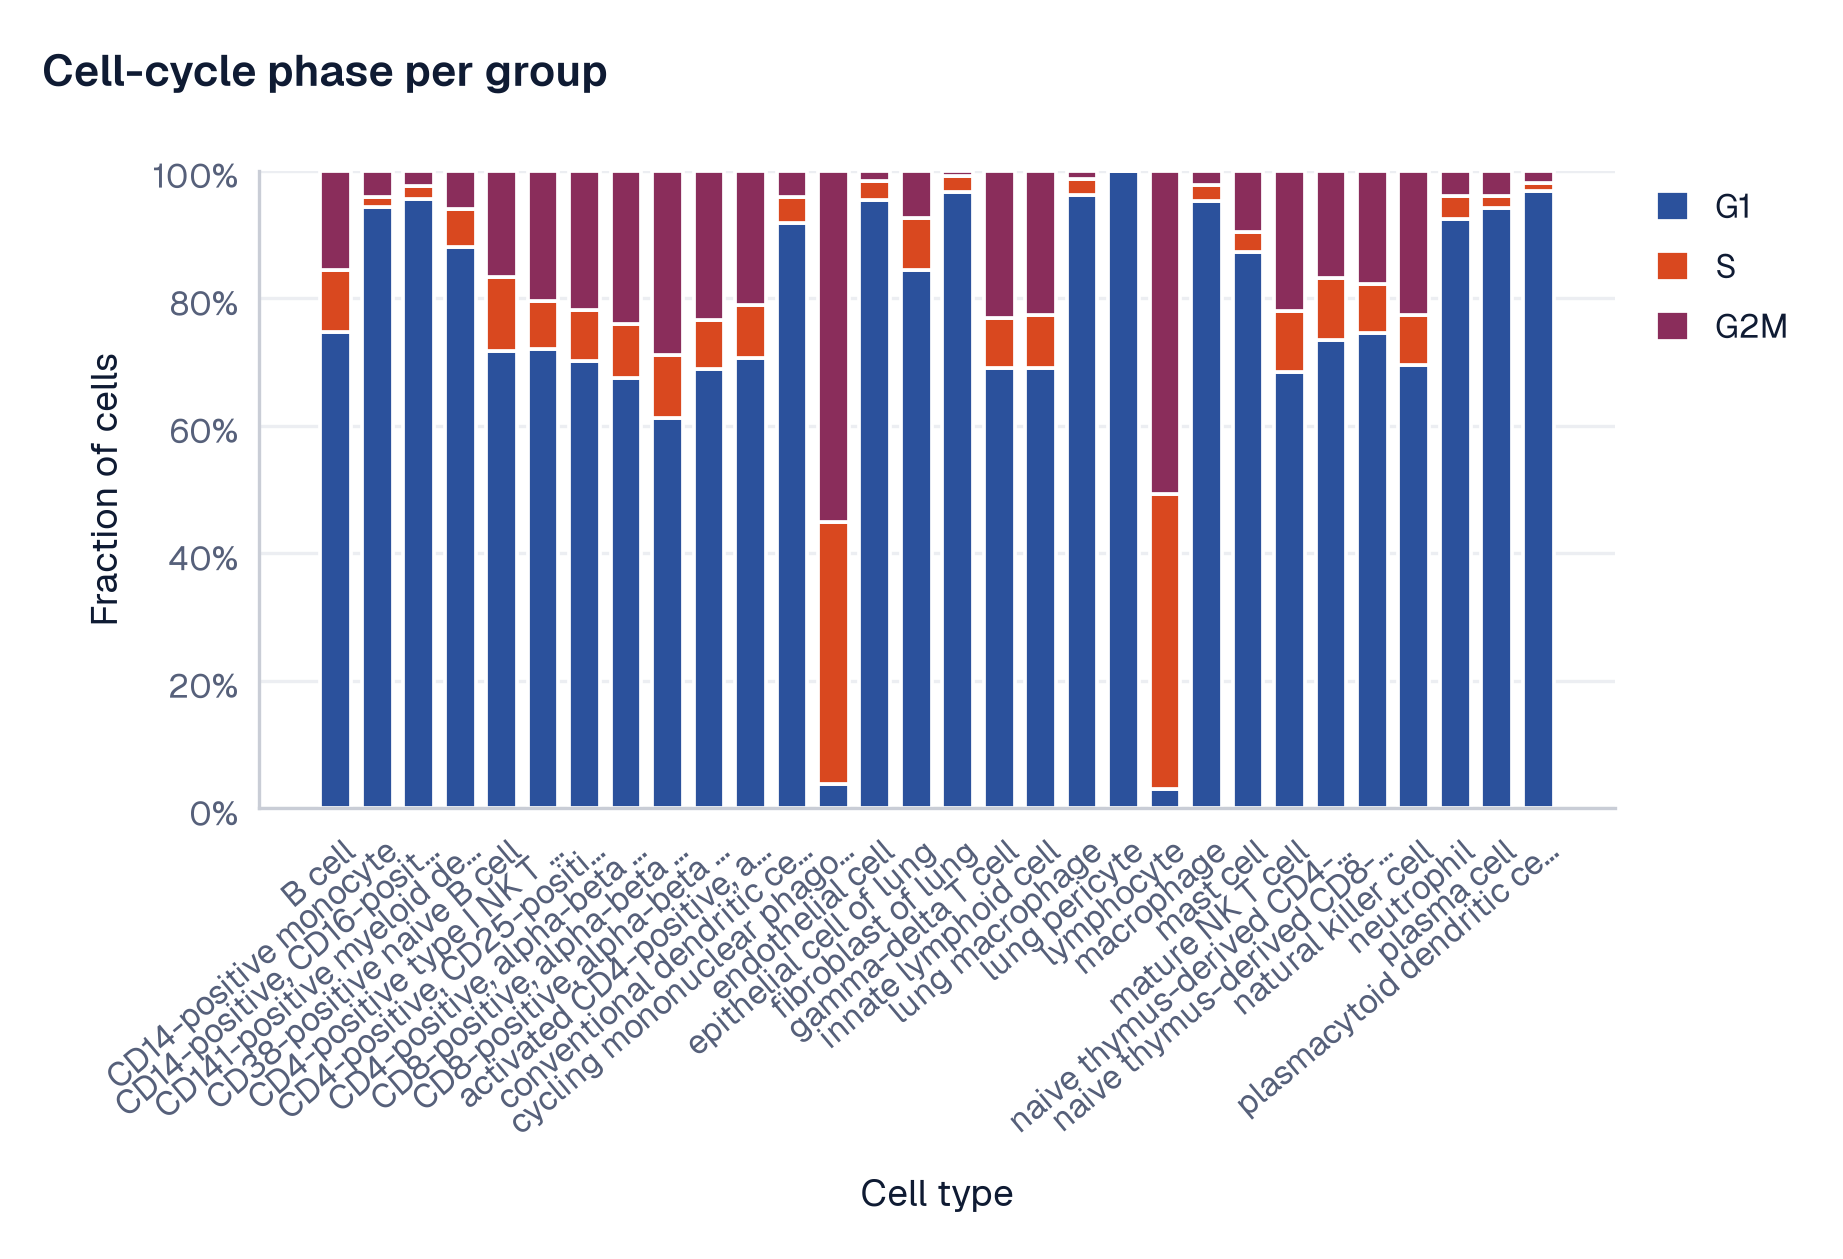 Cell-cycle phase per group
100%
80%
60%
40%
20%
0%
Fraction of cells
B cell
CD14-positive monocyte
CD14-positive, CD16-posit...
CD141-positive myeloid de...
CD38-positive naive B cell
CD4-positive type I NK T ...
CD4-positive, CD25-positi...
CD4-positive, alpha-beta ...
CD8-positive, alpha-beta ...
CD8-positive, alpha-beta ...
activated CD4-positive, a...
conventional dendritic ce...
cycling mononuclear phago...
endothelial cell
epithelial cell of lung
fibroblast of lung
gamma-delta T cell
innate lymphoid cell
lung macrophage
lung pericyte
lymphocyte
macrophage
mast cell
mature NK T cell
naive thymus-derived CD4-...
naive thymus-derived CD8-...
natural killer cell
neutrophil
plasma cell
plasmacytoid dendritic ce...
Cell type
G1
S
G2M